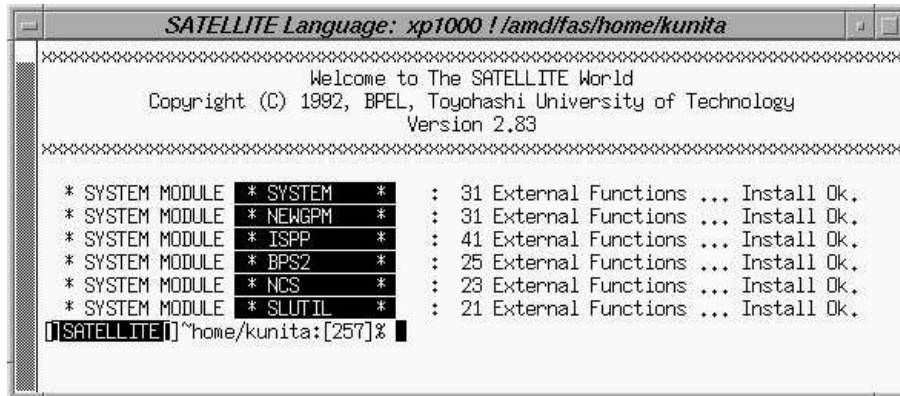 SATELLITE Language: xp1000 ! /amd/fas/home/kunita
xxxxxxxxxxxxxxxxxxxxxxxxxxxxxxxxxxxxxxxxxxxxxxxxxxxxxxxxxxxxxxxxxxxxxxxxxxxxxxxx
Welcome to The SATELLITE World
Copyright (C) 1992, BPEL, Toyohashi University of Technology
Version 2.83
xxxxxxxxxxxxxxxxxxxxxxxxxxxxxxxxxxxxxxxxxxxxxxxxxxxxxxxxxxxxxxxxxxxxxxxxxxxxxxxx
* SYSTEM MODULE * SYSTEM * : 31 External Functions ... Install Ok.
* SYSTEM MODULE * NEWGPM * : 31 External Functions ... Install Ok.
* SYSTEM MODULE * ISPP * : 41 External Functions ... Install Ok.
* SYSTEM MODULE * BPS2 * : 25 External Functions ... Install Ok.
* SYSTEM MODULE * NCS * : 23 External Functions ... Install Ok.
* SYSTEM MODULE * SLUTIL * : 21 External Functions ... Install Ok.
[]SATELLITE[]~home/kunita:[257]%